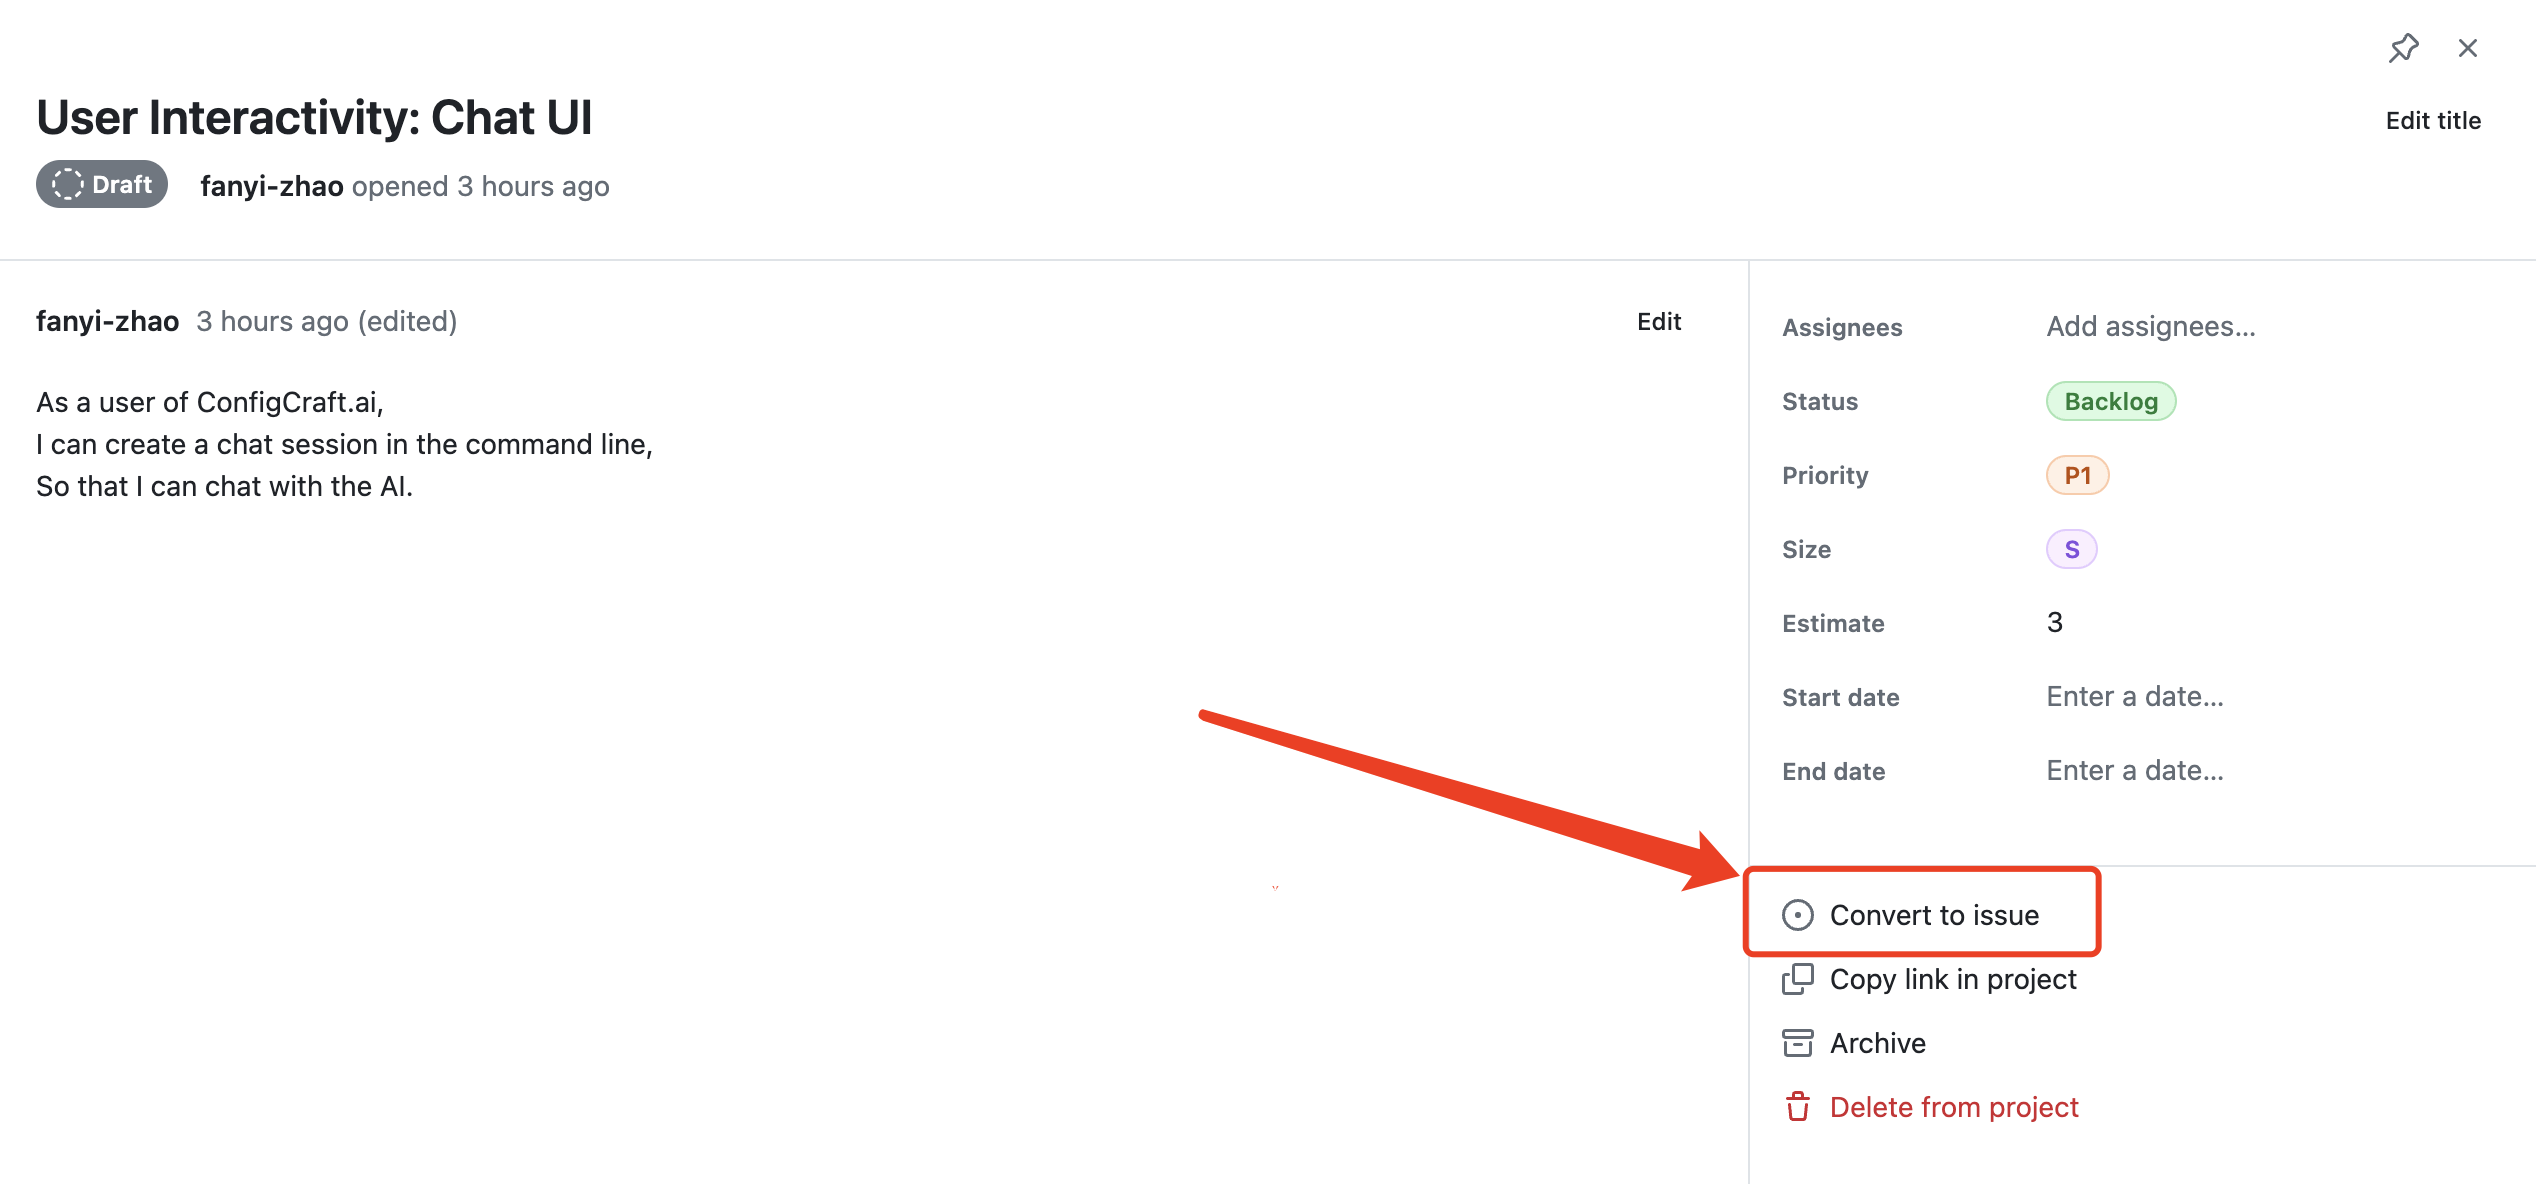 User Interactivity: Chat UI
Edit title
Draft
fanyi-zhao opened 3 hours ago
fanyi-zhao 3 hours ago (edited)
Edit
As a user of ConfigCraft.ai,
I can create a chat session in the command line,
So that I can chat with the AI.
Assignees Add assignees...
Status Backlog
Priority P1
Size S
Estimate 3
Start date Enter a date...
End date Enter a date...
Convert to issue
Copy link in project
Archive
Delete from project